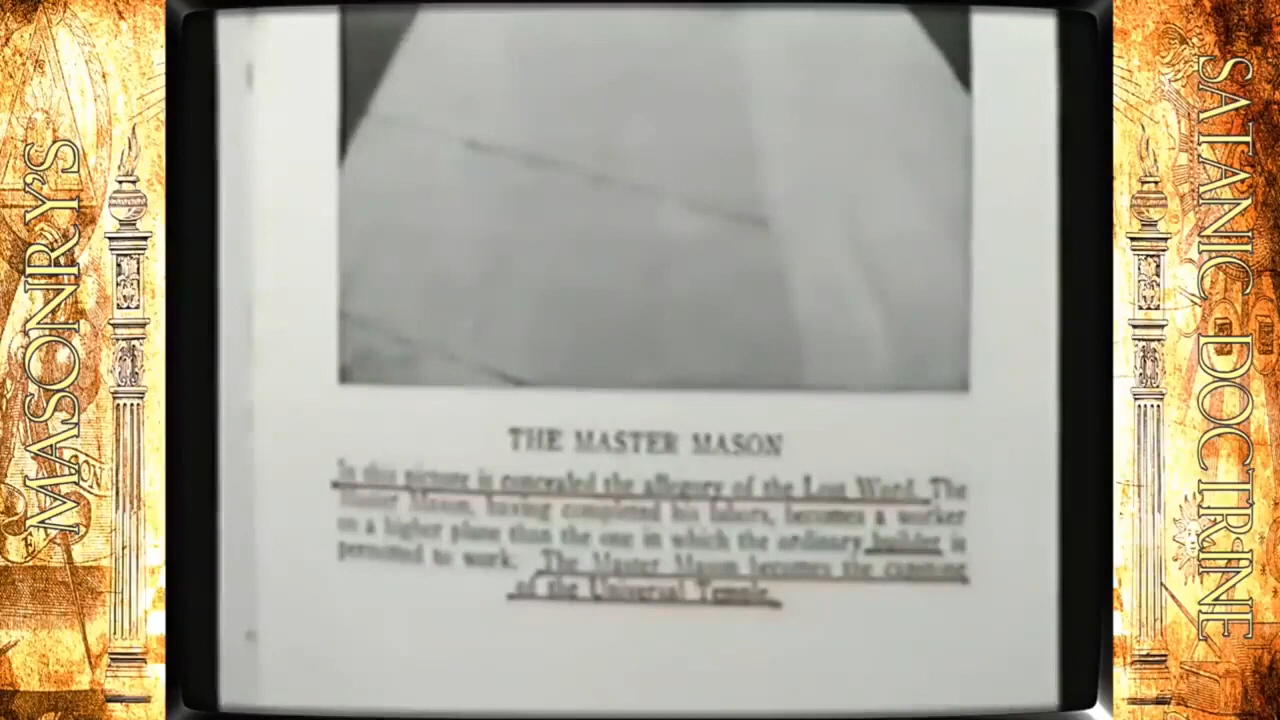 MASONRY'S
THE MASTER MASON
In this picture is concealed the allegory of the Lost Word. The
Master Mason, having completed his labors, becomes a worker
on a higher plane than the one in which the ordinary builder is
permitted to work. The Master Mason becomes the capstone
of the Universal Temple.
SATANIC DOCTRINE